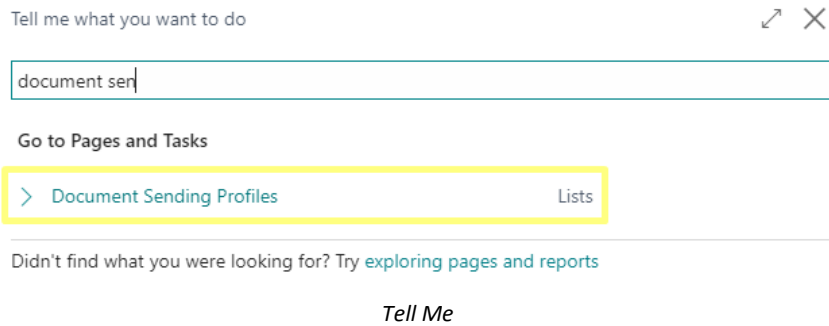 Tell me what you want to do
document sen
Go to Pages and Tasks
Document Sending Profiles Lists
Didn't find what you were looking for? Try exploring pages and reports
Tell Me